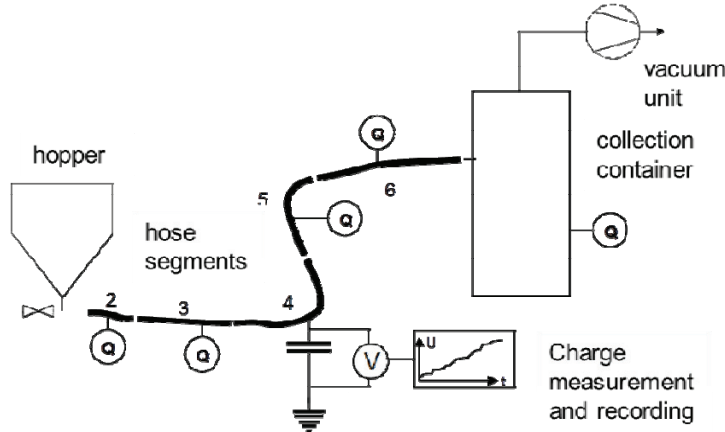 vacuum
unit
collection
container
hopper
Q
5
6
Q
Q
hose
segments
2
3
4
Q
Q
V
U
t
Charge
measurement
and recording